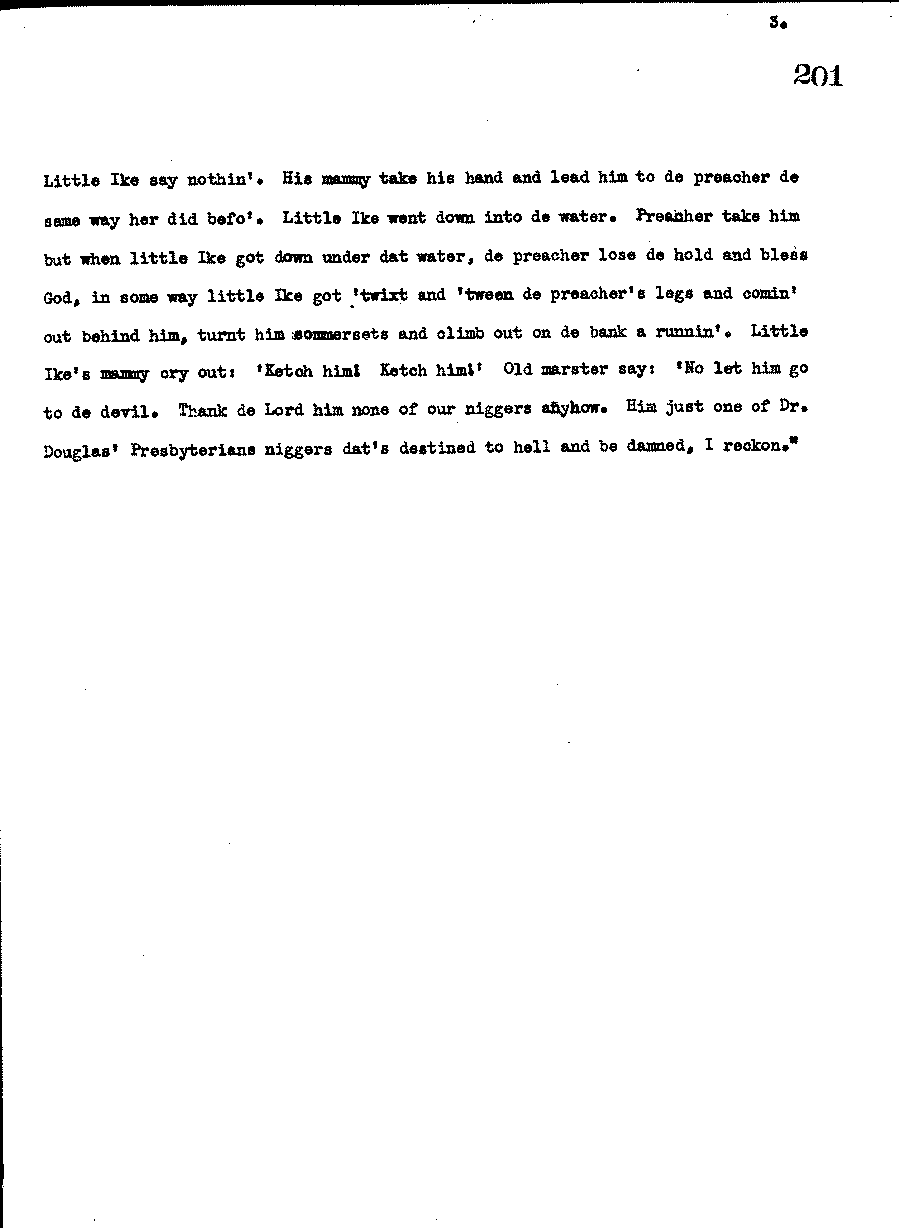 3.
201
Little Ike say nothin'. His mammy take his hand and lead him to de preacher de
same way her did befo'. Little Ike went down into de water. Preacher take him
but when little Ike got down under dat water, de preacher lose de hold and bless
God, in some way little Ike got 'twixt and 'tween de preacher's legs and comin'
out behind him, turnt him sommersets and climb out on de bank a runnin'. Little
Ike's mammy cry out: 'Ketch him! Ketch him!' Old marster say: 'No let him go
to de devil. Thank de Lord him none of our niggers anyhow. Him just one of Dr.
Douglas' Presbyterians niggers dat's destined to hell and be damned, I reckon."